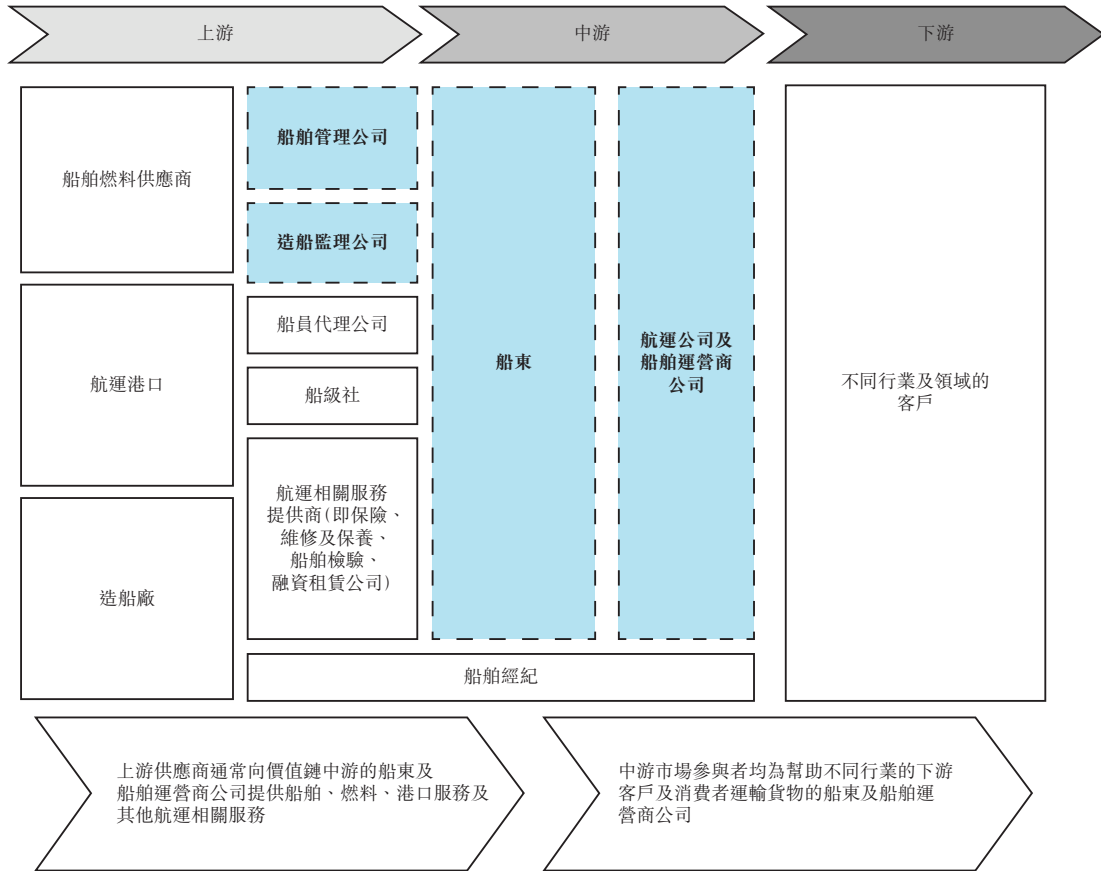 上游
中游
下游
船舶燃料供應商
航運港口
造船廠
船舶管理公司
造船監理公司
船員代理公司
船級社
航運相關服務
提供商(即保險、
維修及保養、
船舶檢驗、
融資租賃公司)
船東
航運公司及
船舶運營商
公司
船舶經紀
不同行業及領域的
客戶
上游供應商通常向價值鏈中游的船東及
船舶運營商公司提供船舶、燃料、港口服務及
其他航運相關服務
中游市場參與者均為幫助不同行業的下游
客戶及消費者運輸貨物的船東及船舶運
營商公司